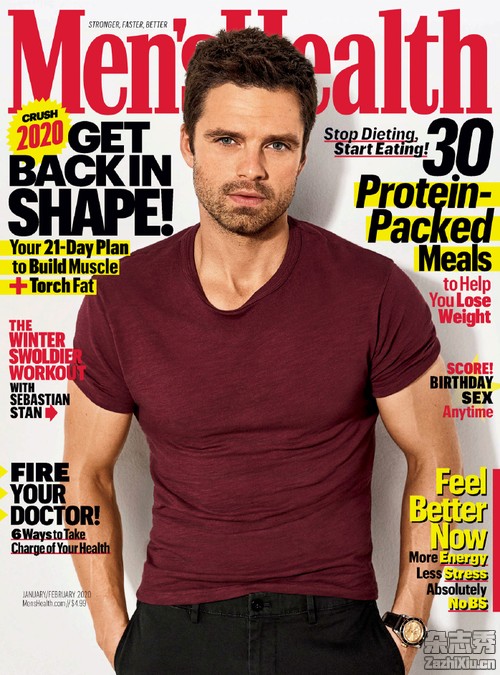 STRONGER, FASTER, BETTER
Men'sHealth
CRUSH
2020
GET
BACK IN
SHAPE!
Your 21-Day Plan
to Build Muscle
+ Torch Fat
THE
WINTER
SWOLDIER
WORKOUT
WITH
SEBASTIAN
STAN
FIRE
YOUR
DOCTOR!
6 Ways to Take
Charge of Your Health
JANUARY/FEBRUARY 2020
MensHealth.com // $4.99
Stop Dieting,
Start Eating!
30
Protein-
Packed
Meals
to Help
You Lose
Weight
SCORE!
BIRTHDAY
SEX
Anytime
Feel
Better
Now
More Energy
Less Stress
Absolutely
No BS
杂志秀
ZaZhiXiu.cn